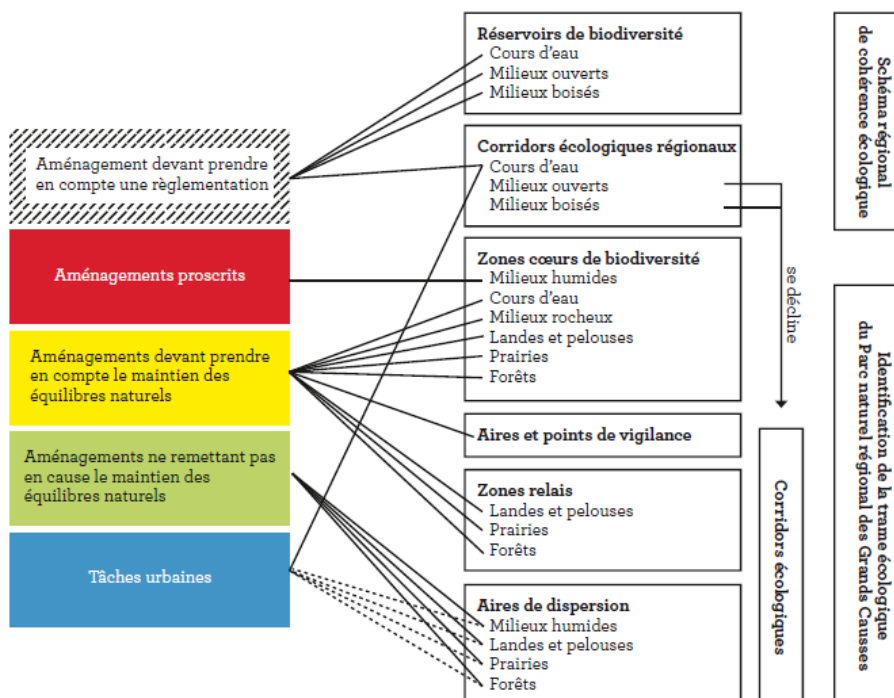 Aménagement devant prendre
en compte une règlementation
Aménagements proscrits
Aménagements devant prendre
en compte le maintien des
équilibres naturels
Aménagements ne remettant pas
en cause le maintien des
équilibres naturels
Tâches urbaines
Réservoirs de biodiversité
Cours d'eau
Milieux ouverts
Milieux boisés
Corridors écologiques régionaux
Cours d'eau
Milieux ouverts
Milieux boisés
Zones cœurs de biodiversité
Milieux humides
Cours d'eau
Milieux rocheux
Landes et pelouses
Prairies
Forêts
Aires et points de vigilance
Zones relais
Landes et pelouses
Prairies
Forêts
Aires de dispersion
Milieux humides
Landes et pelouses
Prairies
Forêts
se décline
Corridors écologiques
Schéma régional
de cohérence écologique
Identification de la trame écologique
du Parc naturel régional des Grands Causses